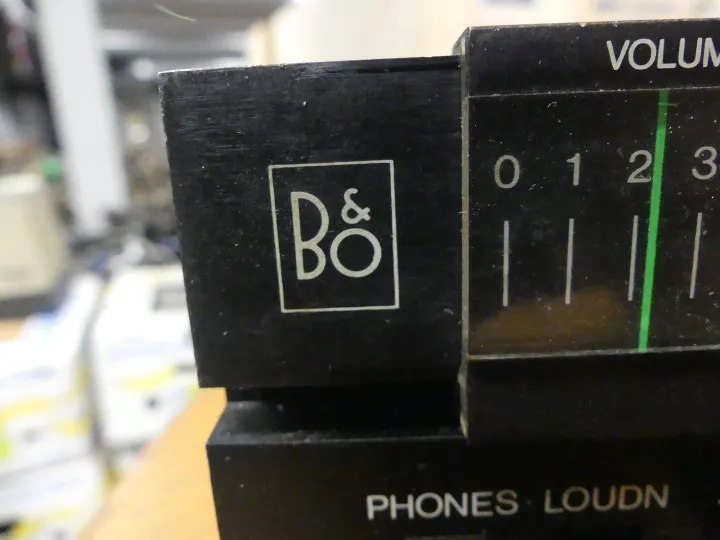 VOLUM
0 1 2 3
B&O
PHONES LOUDN